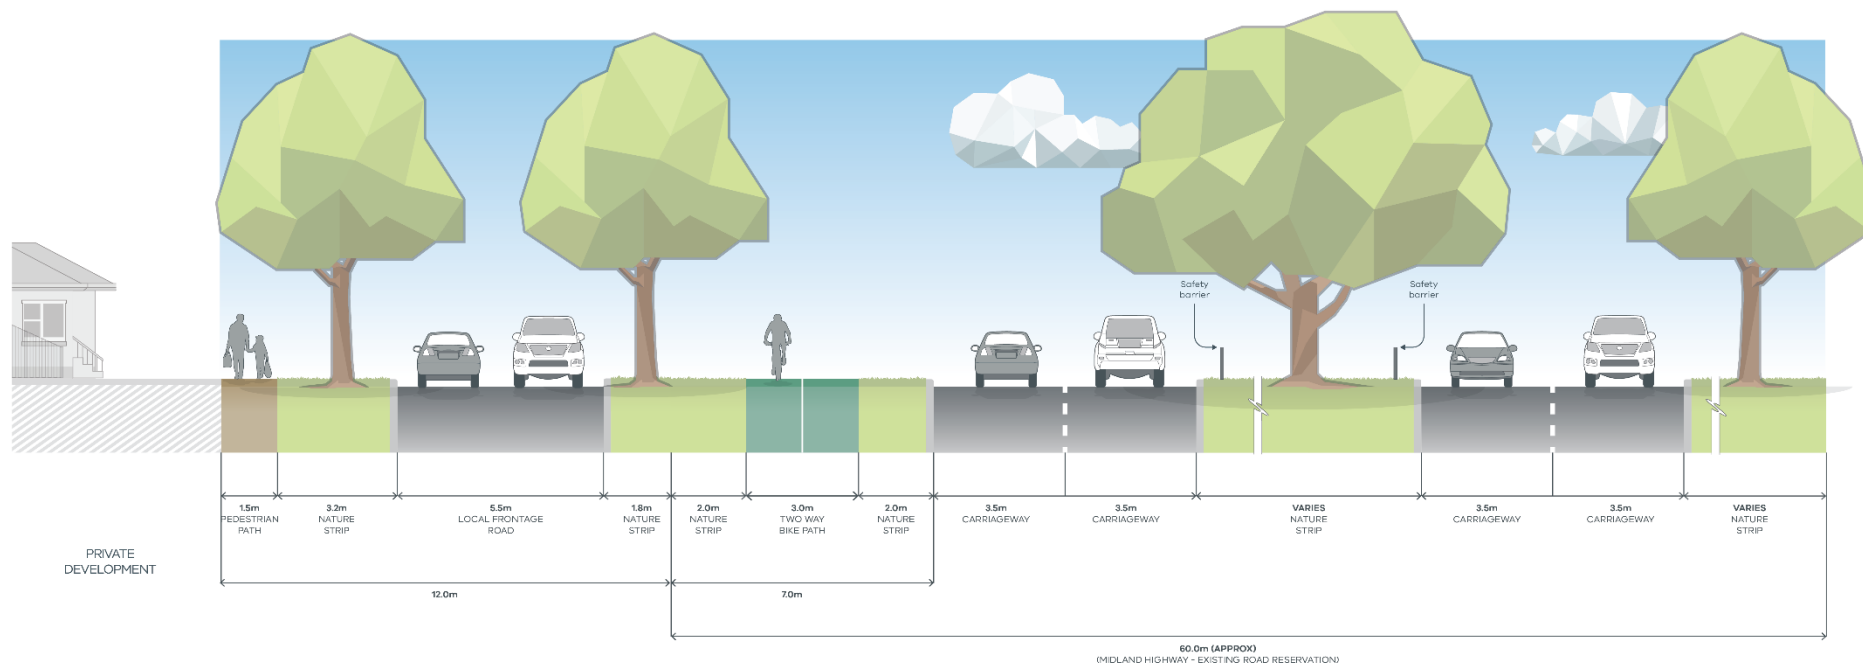 Safety
barrier
Safety
barrier
1.5m
PEDESTRIAN
PATH
3.2m
NATURE
STRIP
5.5m
LOCAL FRONTAGE
ROAD
1.8m
NATURE
STRIP
2.0m
NATURE
STRIP
3.0m
TWO WAY
BIKE PATH
2.0m
NATURE
STRIP
3.5m
CARRIAGEWAY
3.5m
CARRIAGEWAY
VARIES
NATURE
STRIP
3.5m
CARRIAGEWAY
3.5m
CARRIAGEWAY
VARIES
NATURE
STRIP
PRIVATE
DEVELOPMENT
12.0m
7.0m
60.0m (APPROX)
(MIDLAND HIGHWAY - EXISTING ROAD RESERVATION)